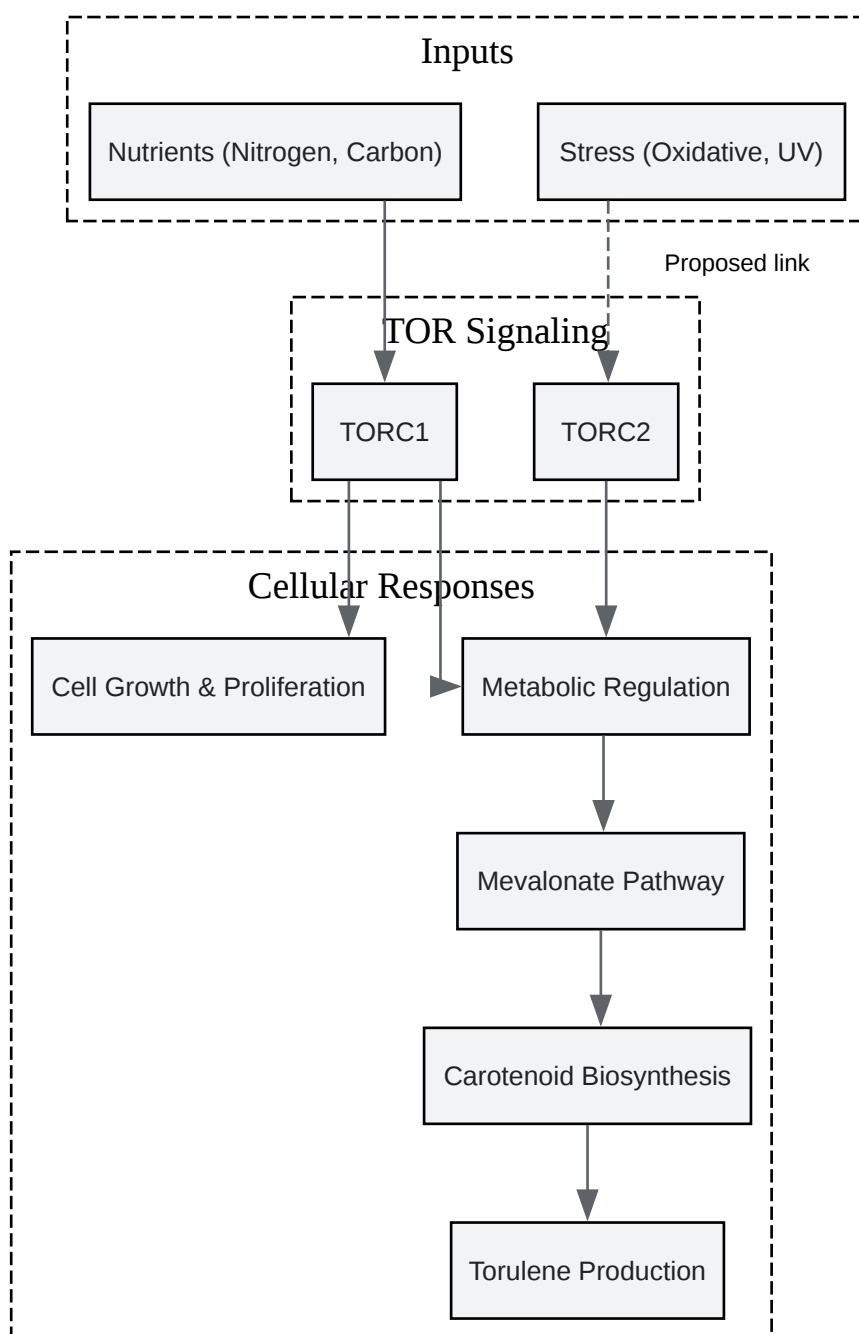 Inputs
Nutrients (Nitrogen, Carbon)
Stress (Oxidative, UV)
Proposed link
TOR Signaling
TORC1
TORC2
Cellular Responses
Cell Growth & Proliferation
Metabolic Regulation
Mevalonate Pathway
Carotenoid Biosynthesis
Torulene Production